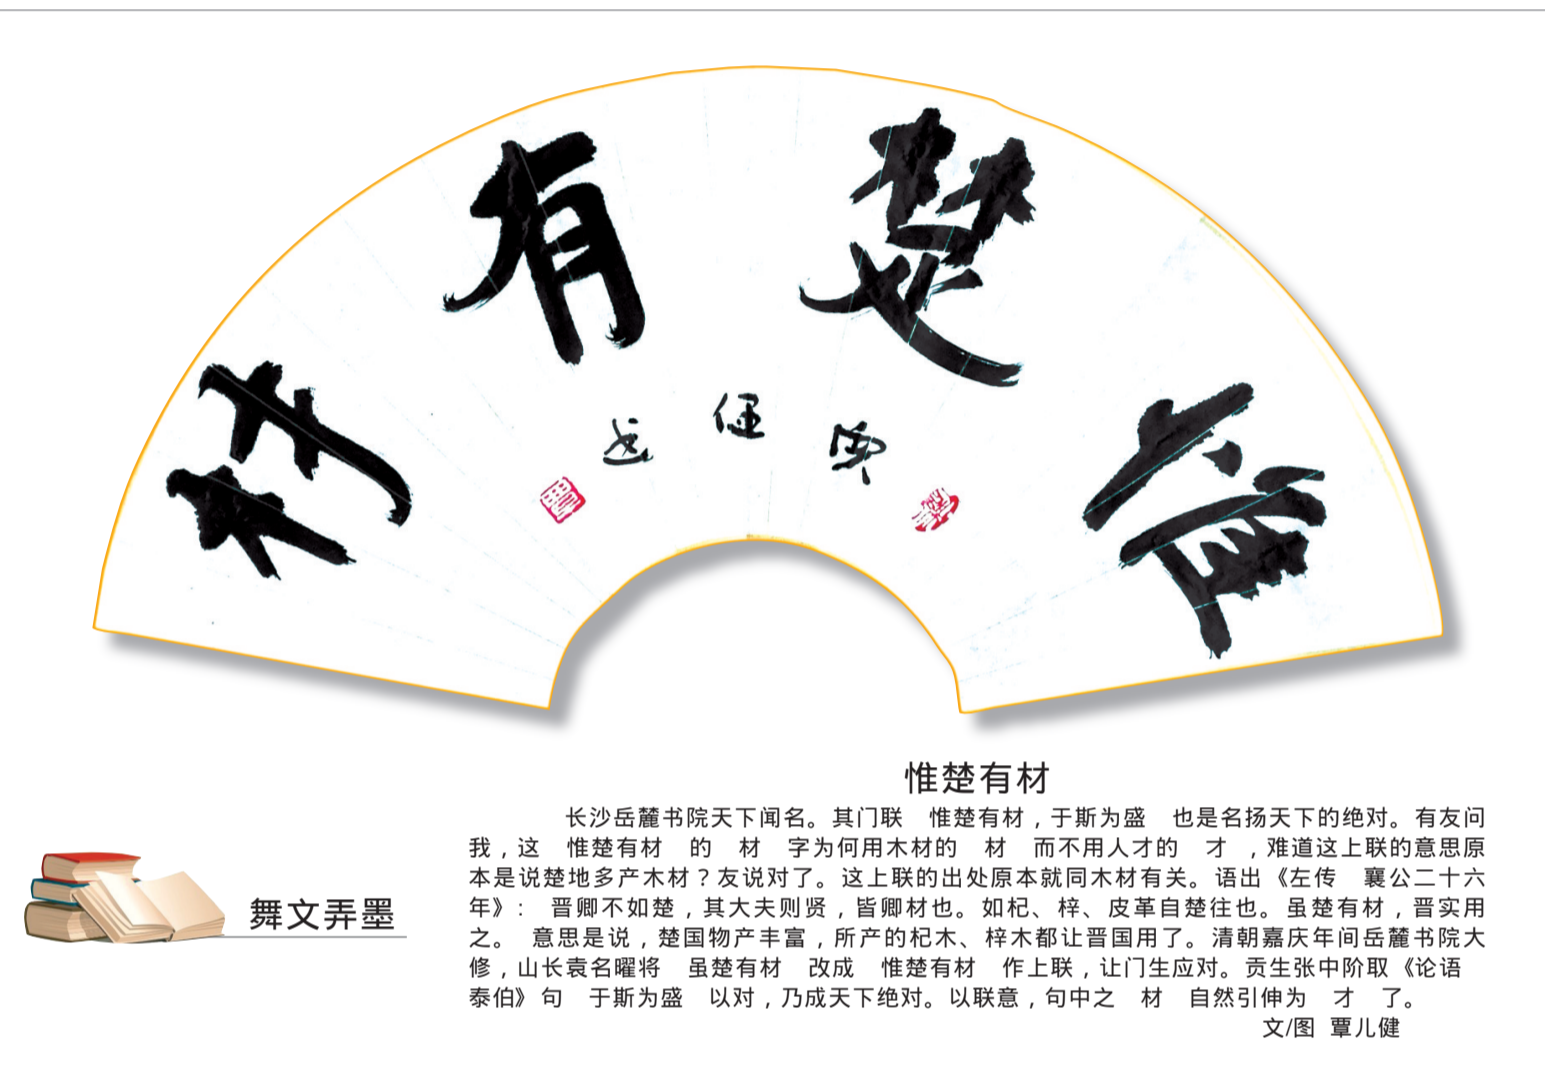 惟楚有材
惟楚有材
长沙岳麓书院天下闻名。其门联 惟楚有材，于斯为盛 也是名扬天下的绝对。有友问
我，这 惟楚有材 的 材 字为何用木材的 材 而不用人才的 才 ，难道这上联的意思原
本是说楚地多产木材？友说对了。这上联的出处原本就同木材有关。语出《左传 襄公二十六
年》： 晋卿不如楚，其大夫则贤，皆卿材也。如杞、梓、皮革自楚往也。虽楚有材，晋实用
之。 意思是说，楚国物产丰富，所产的杞木、梓木都让晋国用了。清朝嘉庆年间岳麓书院大
修，山长袁名曜将 虽楚有材 改成 惟楚有材 作上联，让门生应对。贡生张中阶取《论语
泰伯》句 于斯为盛 以对，乃成天下绝对。以联意，句中之 材 自然引伸为 才 了。
文/图 覃儿健
舞文弄墨